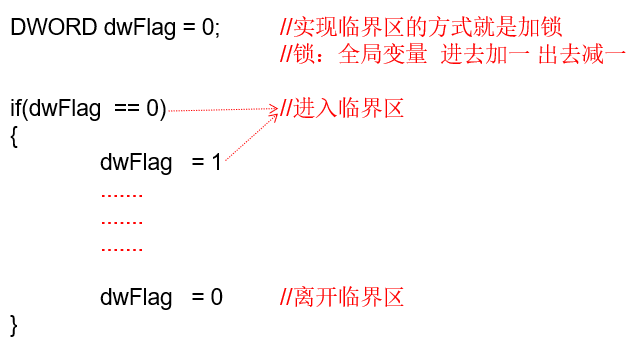 DWORD dwFlag = 0; //实现临界区的方式就是加锁
//锁：全局变量 进去加一 出去减一
if(dwFlag == 0) //进入临界区
{
dwFlag = 1
.......
.......
.......
dwFlag = 0 //离开临界区
}